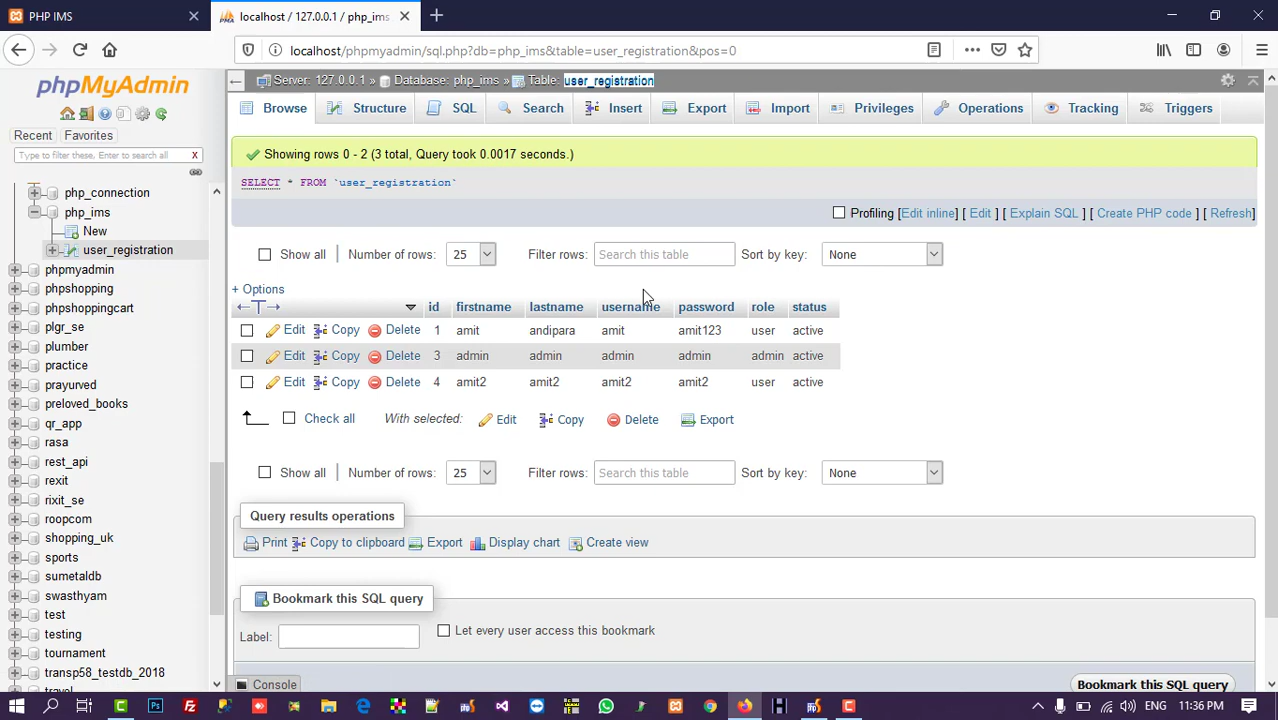 PHP IMS
localhost / 127.0.0.1 / php_ims
localhost/phpmyadmin/sql.php?db=php_ims&table=user_registration&pos=0
phpMyAdmin
Recent Favorites
Type to filter these, Enter to search all X
php_connection
php_ims
New
user_registration
phpmyadmin
phpshopping
phpshoppingcart
plgr_se
plumber
practice
prayurved
preloved_books
qr_app
rasa
rest_api
rexit
rixit_se
roopcom
shopping_uk
sports
sumetaldb
swasthyam
test
testing
tournament
transp58_testdb_2018
travel
Server: 127.0.0.1 » Database: php_ims » Table: user_registration
Browse Structure SQL Search Insert Export Import Privileges Operations Tracking Triggers
Showing rows 0 - 2 (3 total, Query took 0.0017 seconds.)
SELECT * FROM `user_registration`
Profiling [Edit inline] [ Edit ] [ Explain SQL ] [ Create PHP code ] [ Refresh]
Show all Number of rows: 25 Filter rows: Search this table Sort by key: None
+ Options
←T→ id firstname lastname username password role status
Edit Copy Delete 1 amit andipara amit amit123 user active
Edit Copy Delete 3 admin admin admin admin admin active
Edit Copy Delete 4 amit2 amit2 amit2 amit2 user active
Check all With selected: Edit Copy Delete Export
Show all Number of rows: 25 Filter rows: Search this table Sort by key: None
Query results operations
Print Copy to clipboard Export Display chart Create view
Bookmark this SQL query
Label: Let every user access this bookmark
Console
Bookmark this SQL query
ENG 11:36 PM